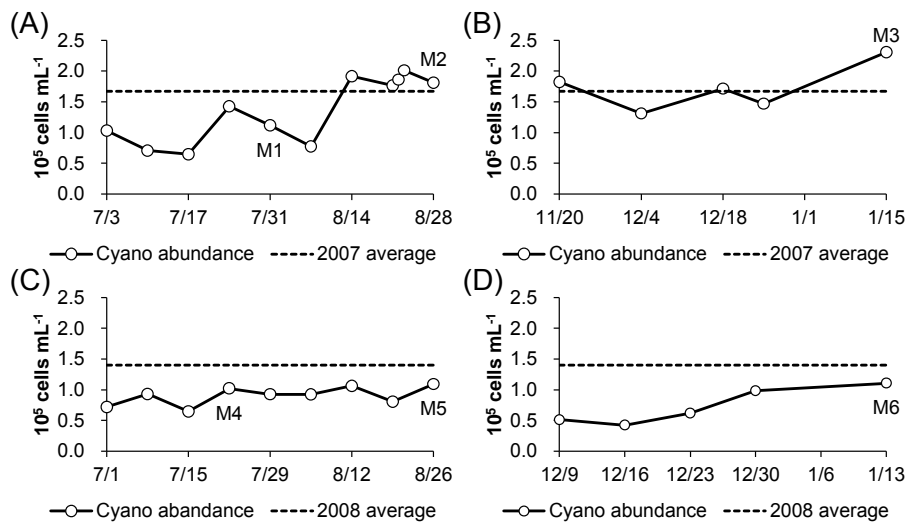 (A)
2.5
2.0
1.5
1.0
0.5
0.0
10⁵ cells mL⁻¹
M1
M2
7/3 7/17 7/31 8/14 8/28
Cyano abundance 2007 average
(B)
2.5
2.0
1.5
1.0
0.5
0.0
10⁵ cells mL⁻¹
M3
11/20 12/4 12/18 1/1 1/15
Cyano abundance 2007 average
(C)
2.5
2.0
1.5
1.0
0.5
0.0
10⁵ cells mL⁻¹
M4
M5
7/1 7/15 7/29 8/12 8/26
Cyano abundance 2008 average
(D)
2.5
2.0
1.5
1.0
0.5
0.0
10⁵ cells mL⁻¹
M6
12/9 12/16 12/23 12/30 1/6 1/13
Cyano abundance 2008 average